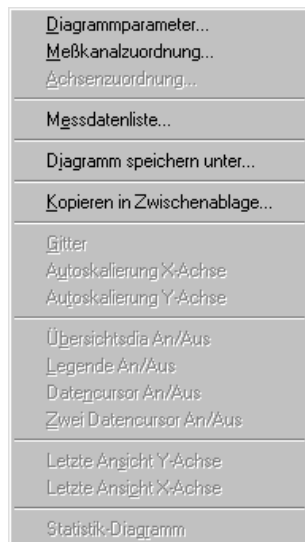 Diagrammparameter...
Meßkanalzuordnung...
Achsenzuordnung...
Messdatenliste...
Diagramm speichern unter...
Kopieren in Zwischenablage...
Gitter
Autoskalierung X-Achse
Autoskalierung Y-Achse
Übersichtsdia An/Aus
Legende An/Aus
Datencursor An/Aus
Zwei Datencursor An/Aus
Letzte Ansicht Y-Achse
Letzte Ansicht X-Achse
Statistik-Diagramm